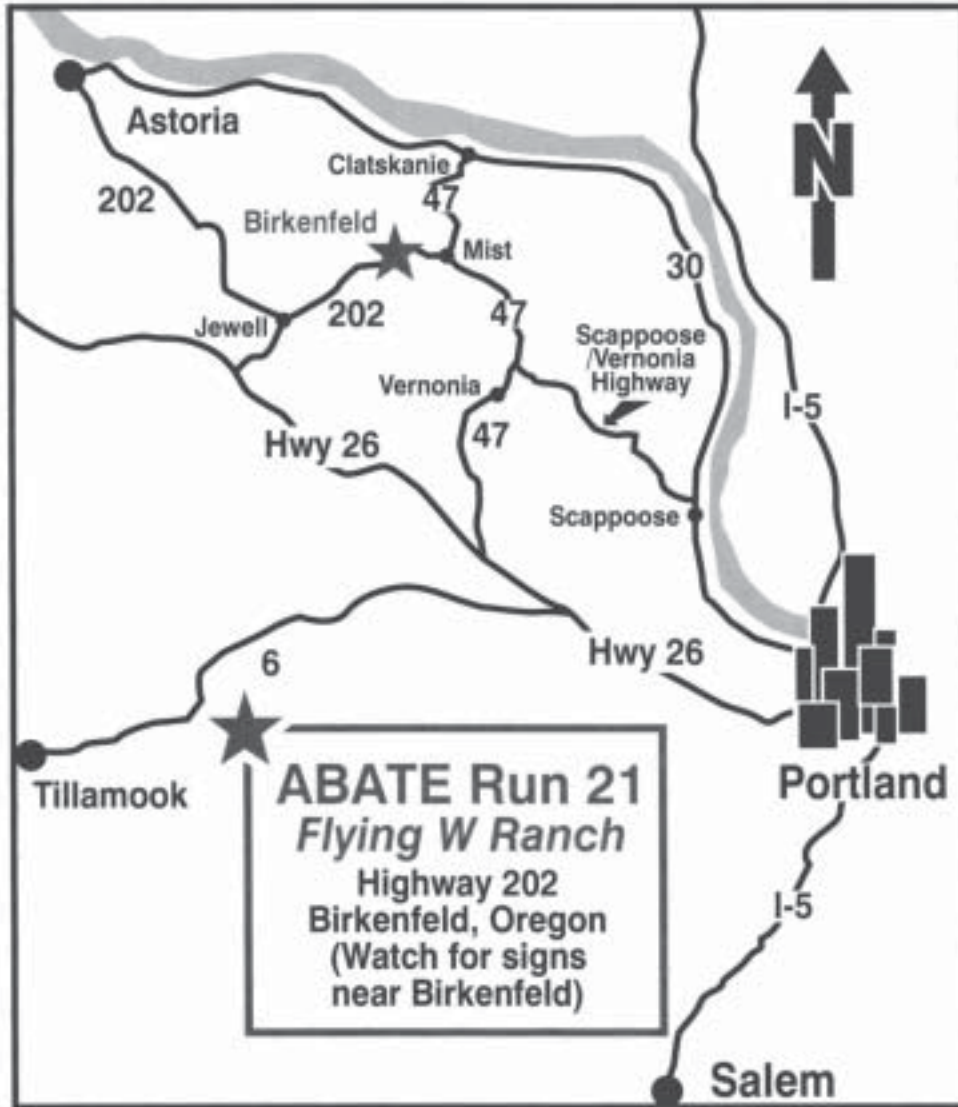 Astoria
N
Clatskanie
202
47
Birkenfeld
Mist
30
202
47
Jewell
Scappoose
/Vernonia
Highway
Vernonia
I-5
Hwy 26
47
Scappoose
Hwy 26
6
Tillamook
Portland
ABATE Run 21
Flying W Ranch
Highway 202
Birkenfeld, Oregon
(Watch for signs
near Birkenfeld)
I-5
Salem